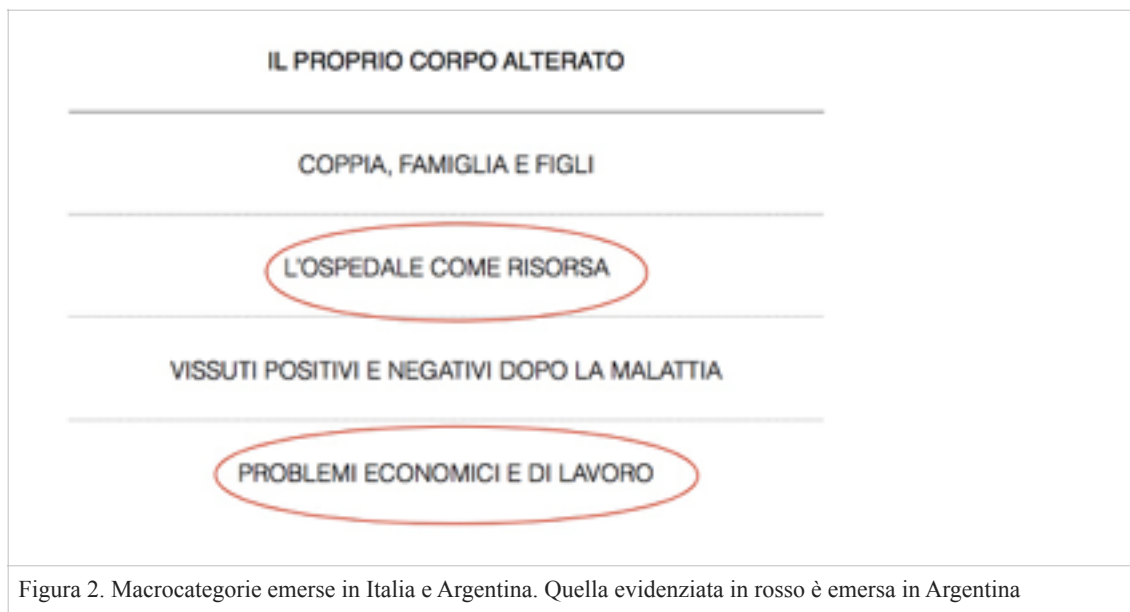 IL PROPRIO CORPO ALTERATO
COPPIA, FAMIGLIA E FIGLI
L'OSPEDALE COME RISORSA
VISSUTI POSITIVI E NEGATIVI DOPO LA MALATTIA
PROBLEMI ECONOMICI E DI LAVORO
Figura 2. Macrocategorie emerse in Italia e Argentina. Quella evidenziata in rosso è emersa in Argentina